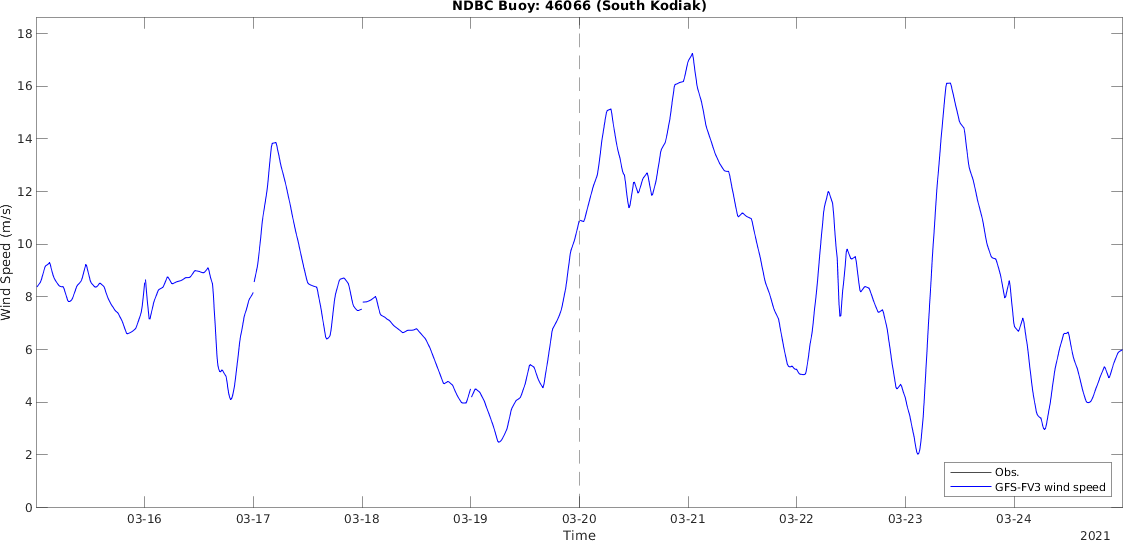 NDBC Buoy: 46066 (South Kodiak)
18
16
14
12
10
8
6
4
2
0
Wind Speed (m/s)
Obs.
GFS-FV3 wind speed
03-16 03-17 03-18 03-19 03-20 03-21 03-22 03-23 03-24
Time
2021